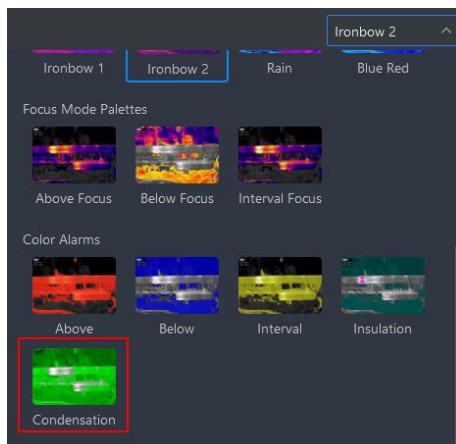 Ironbow 2
Ironbow 1 Ironbow 2 Rain Blue Red
Focus Mode Palettes
Above Focus Below Focus Interval Focus
Color Alarms
Above Below Interval Insulation
Condensation